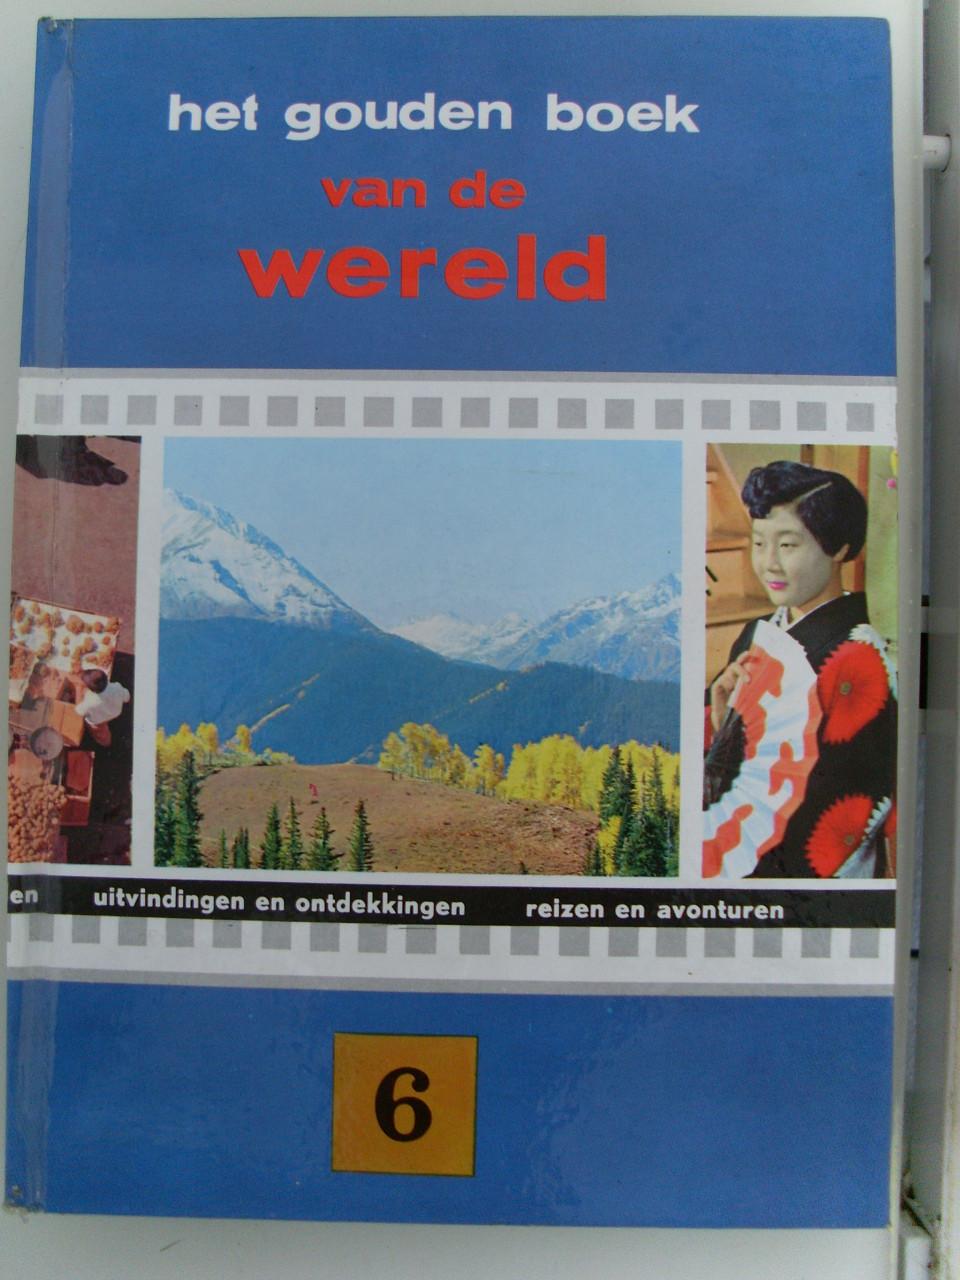 het gouden boek
van de
wereld
en uitvindingen en ontdekkingen reizen en avonturen
6